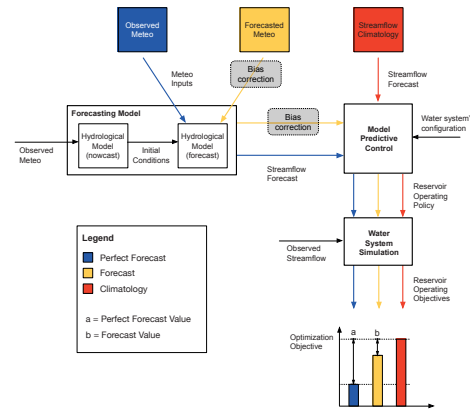 Observed
Meteo
Forecasted
Meteo
Streamflow
Climatology
Meteo
Inputs
Bias
correction
Streamflow
Forecast
Forecasting Model
Bias
correction
Hydrological
Model
(nowcast)
Hydrological
Model
(forecast)
Model
Predictive
Control
Water system'
configuration
Observed
Meteo
Initial
Conditions
Streamflow
Forecast
Reservoir
Operating
Policy
Legend
Perfect Forecast
Forecast
Climatology
a = Perfect Forecast Value
b = Forecast Value
Observed
Streamflow
Water
System
Simulation
Reservoir
Operating
Objectives
Optimization
Objective
a
b